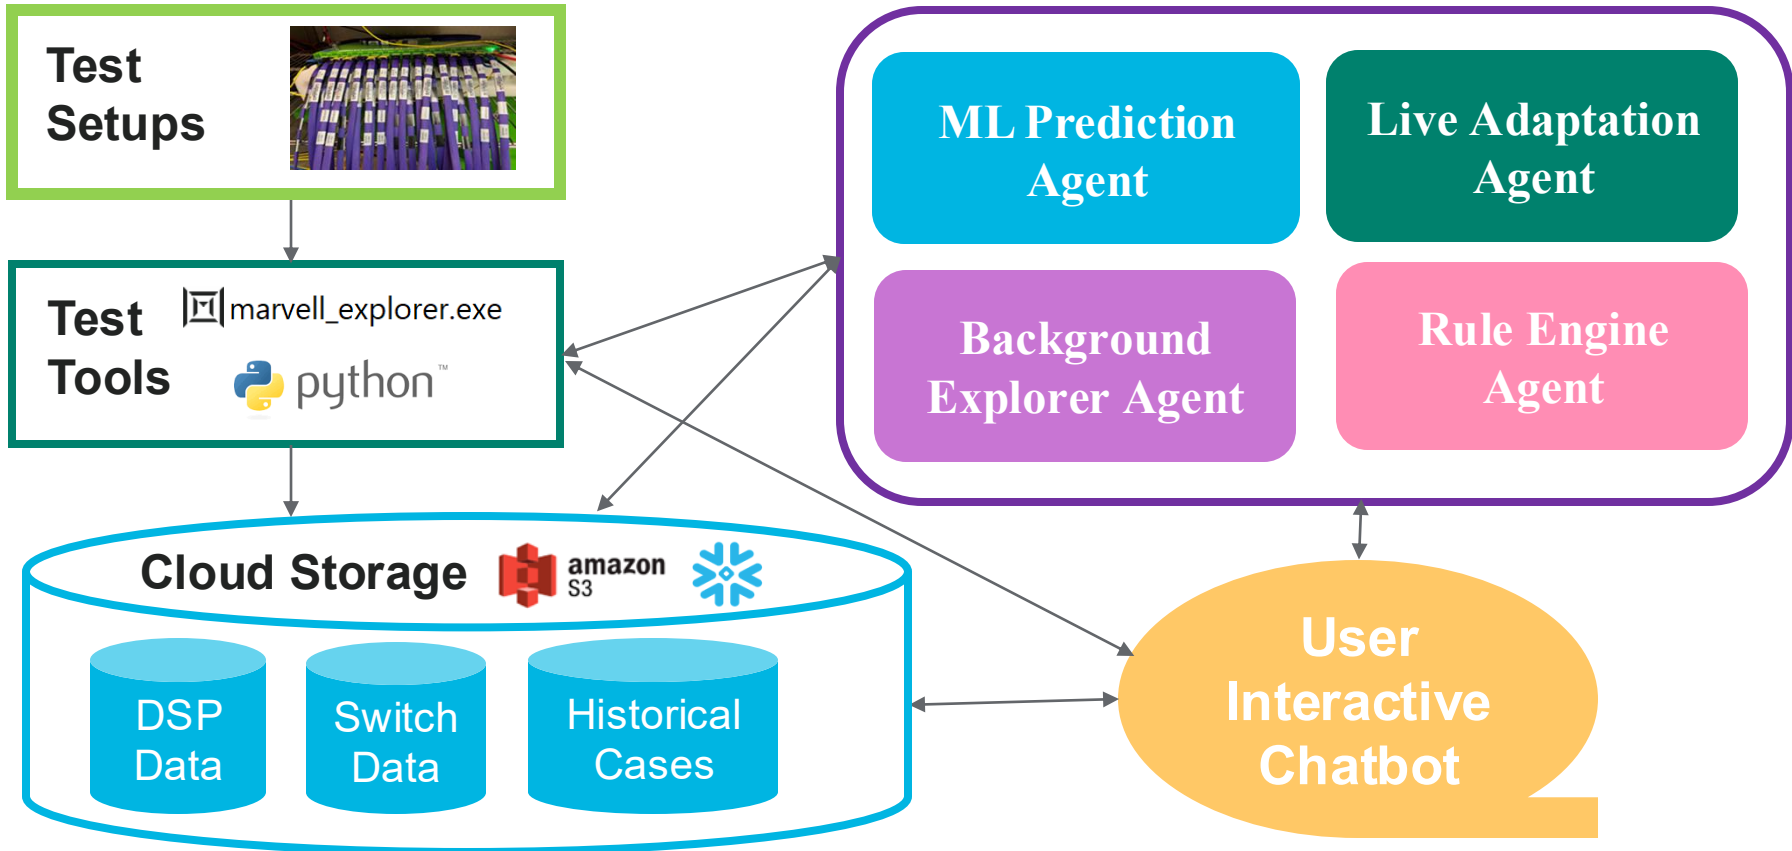 Test
Setups
Test
Tools
marvell_explorer.exe
python™
Cloud Storage
amazon
S3
DSP
Data
Switch
Data
Historical
Cases
ML Prediction
Agent
Live Adaptation
Agent
Background
Explorer Agent
Rule Engine
Agent
User
Interactive
Chatbot